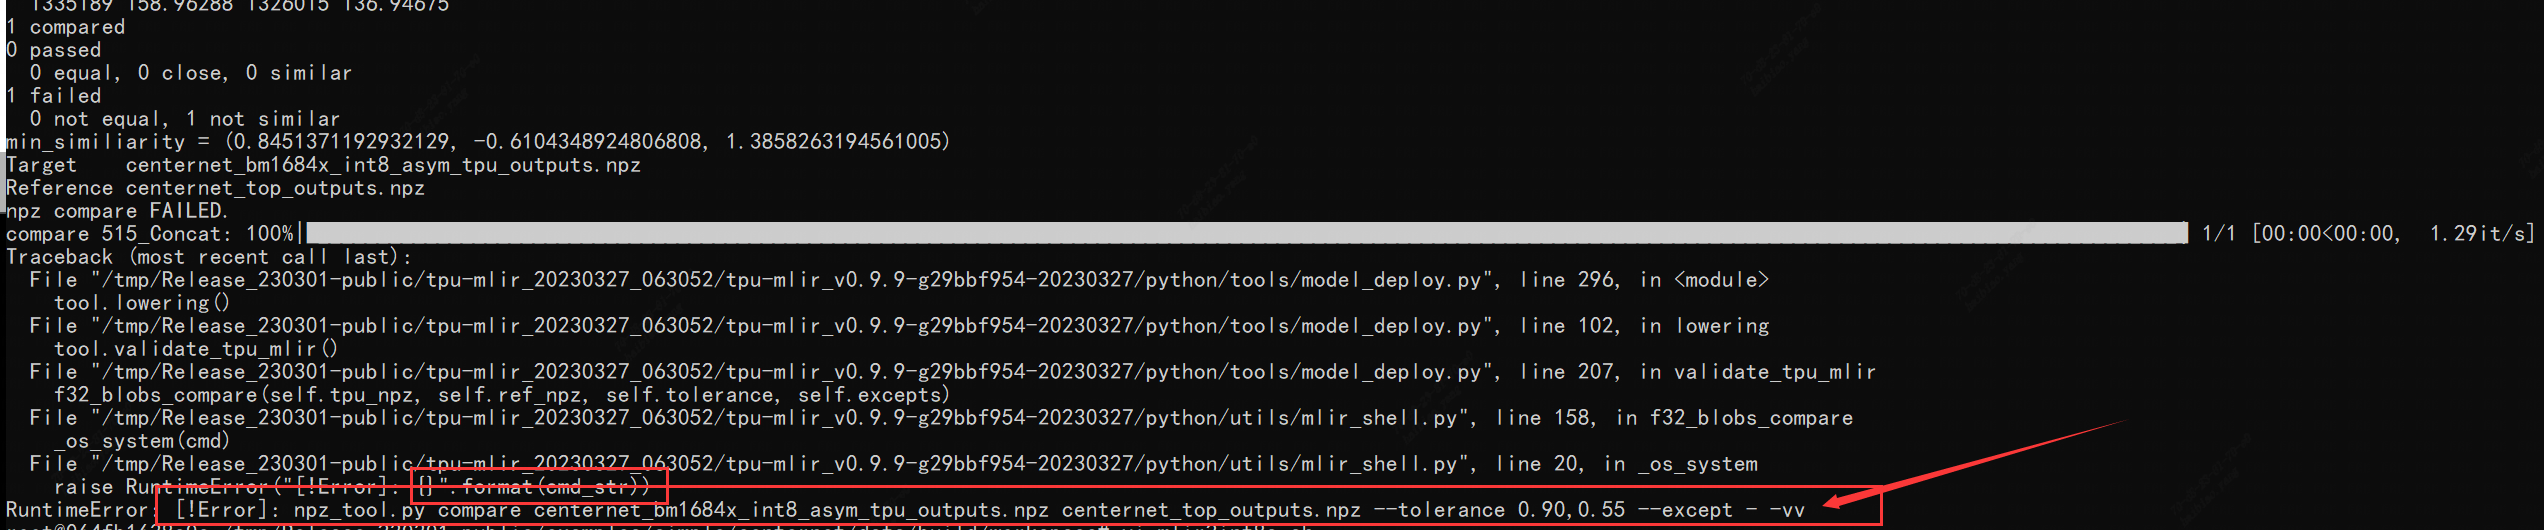 1335189 158.96288 1326015 136.94675
1 compared
0 passed
0 equal, 0 close, 0 similar
1 failed
0 not equal, 1 not similar
min_similiarity = (0.8451371192932129, -0.6104348924806808, 1.3858263194561005)
Target    centernet_bm1684x_int8_asym_tpu_outputs.npz
Reference centernet_top_outputs.npz
npz compare FAILED.
compare 515_Concat: 100%| 1/1 [00:00<00:00,  1.29it/s]
Traceback (most recent call last):
File "/tmp/Release_230301-public/tpu-mlir_20230327_063052/tpu-mlir_v0.9.9-g29bbf954-20230327/python/tools/model_deploy.py", line 296, in <module>
tool.lowering()
File "/tmp/Release_230301-public/tpu-mlir_20230327_063052/tpu-mlir_v0.9.9-g29bbf954-20230327/python/tools/model_deploy.py", line 102, in lowering
tool.validate_tpu_mlir()
File "/tmp/Release_230301-public/tpu-mlir_20230327_063052/tpu-mlir_v0.9.9-g29bbf954-20230327/python/tools/model_deploy.py", line 207, in validate_tpu_mlir
f32_blobs_compare(self.tpu_npz, self.ref_npz, self.tolerance, self.excepts)
File "/tmp/Release_230301-public/tpu-mlir_20230327_063052/tpu-mlir_v0.9.9-g29bbf954-20230327/python/utils/mlir_shell.py", line 158, in f32_blobs_compare
_os_system(cmd)
File "/tmp/Release_230301-public/tpu-mlir_20230327_063052/tpu-mlir_v0.9.9-g29bbf954-20230327/python/utils/mlir_shell.py", line 20, in _os_system
raise RuntimeError("[!Error]: {}".format(cmd_str))
RuntimeError: [!Error]: npz_tool.py compare centernet_bm1684x_int8_asym_tpu_outputs.npz centernet_top_outputs.npz --tolerance 0.90,0.55 --except - -vv